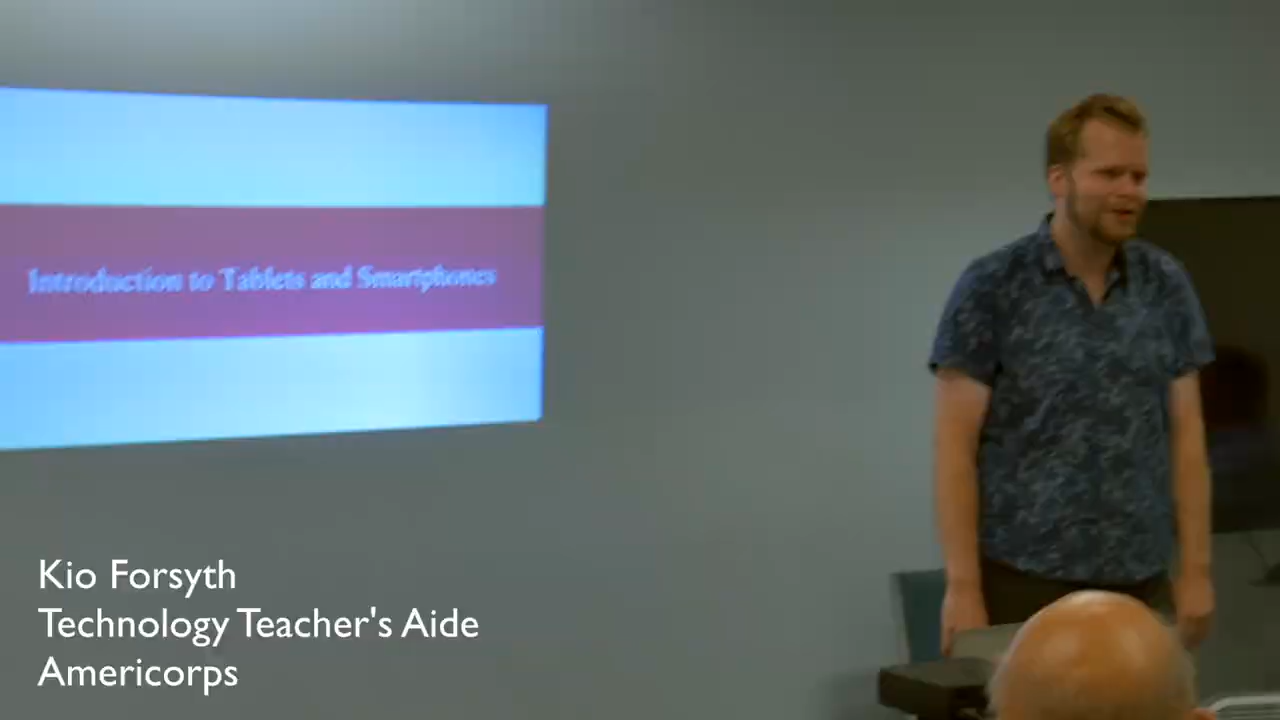 Introduction to Tablets and Smartphones
Kio Forsyth
Technology Teacher's Aide
Americorps